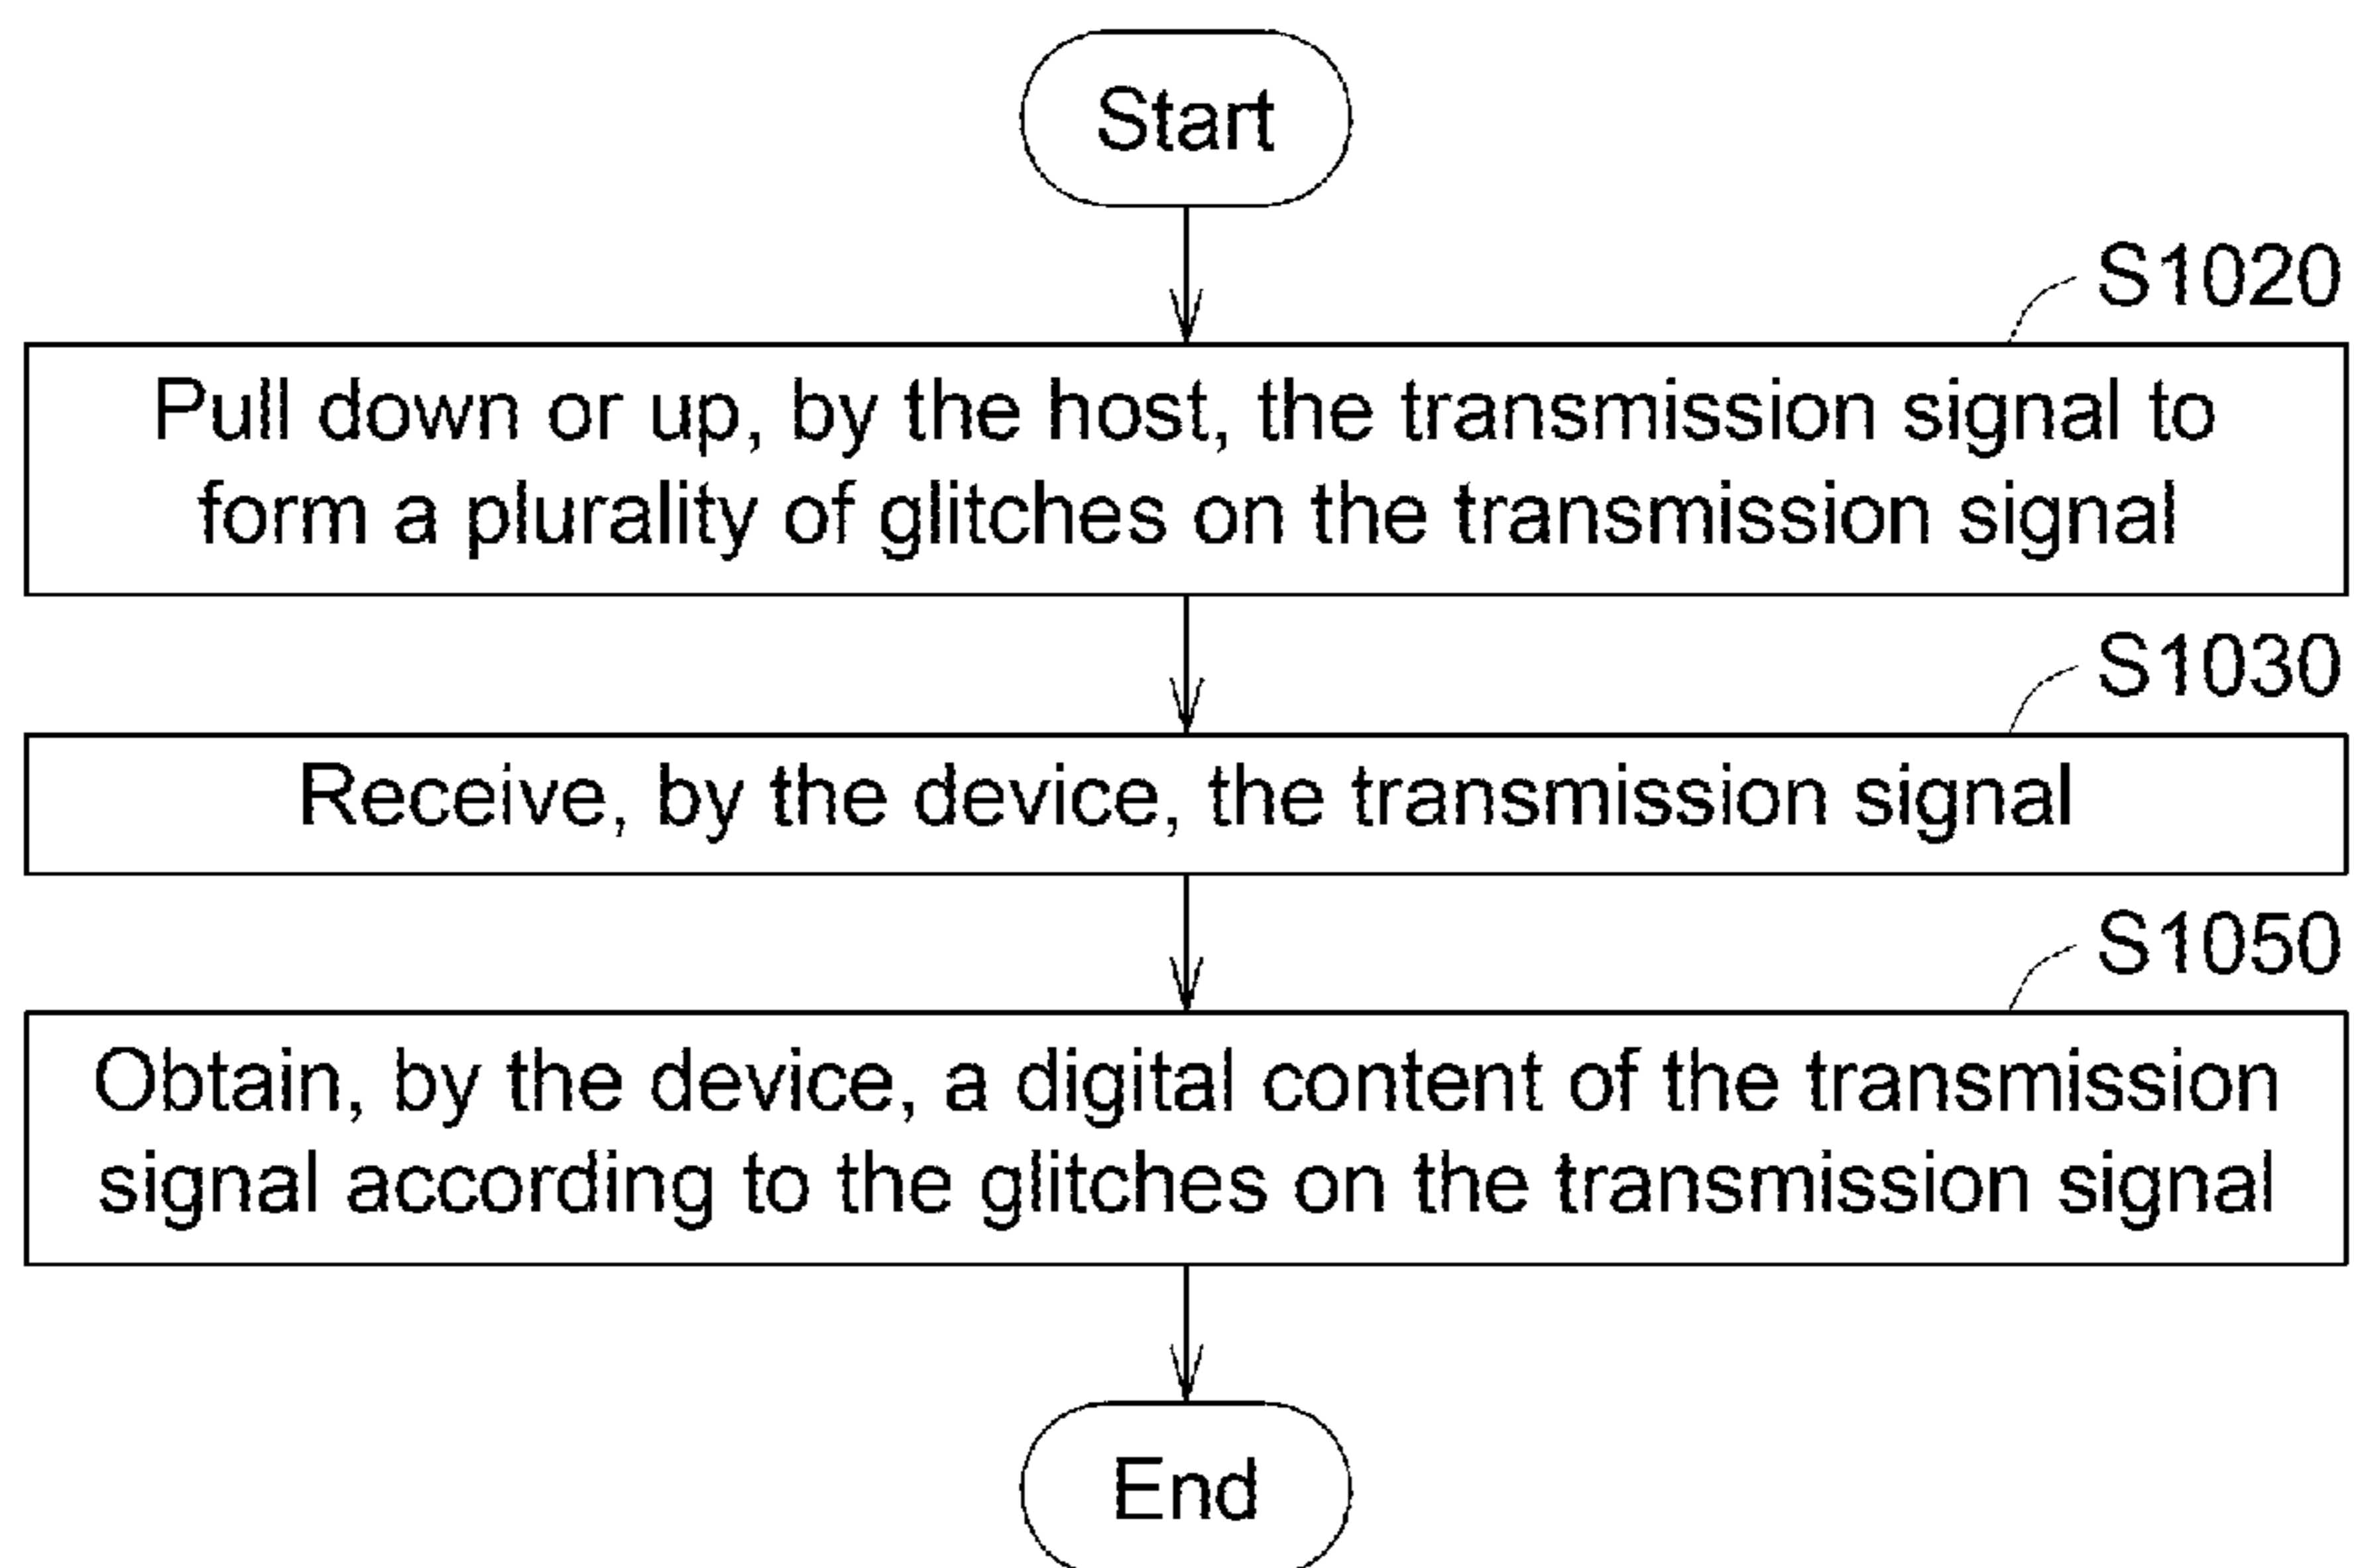 Start
S1020
Pull down or up, by the host, the transmission signal to
form a plurality of glitches on the transmission signal
S1030
Receive, by the device, the transmission signal
S1050
Obtain, by the device, a digital content of the transmission
signal according to the glitches on the transmission signal
End